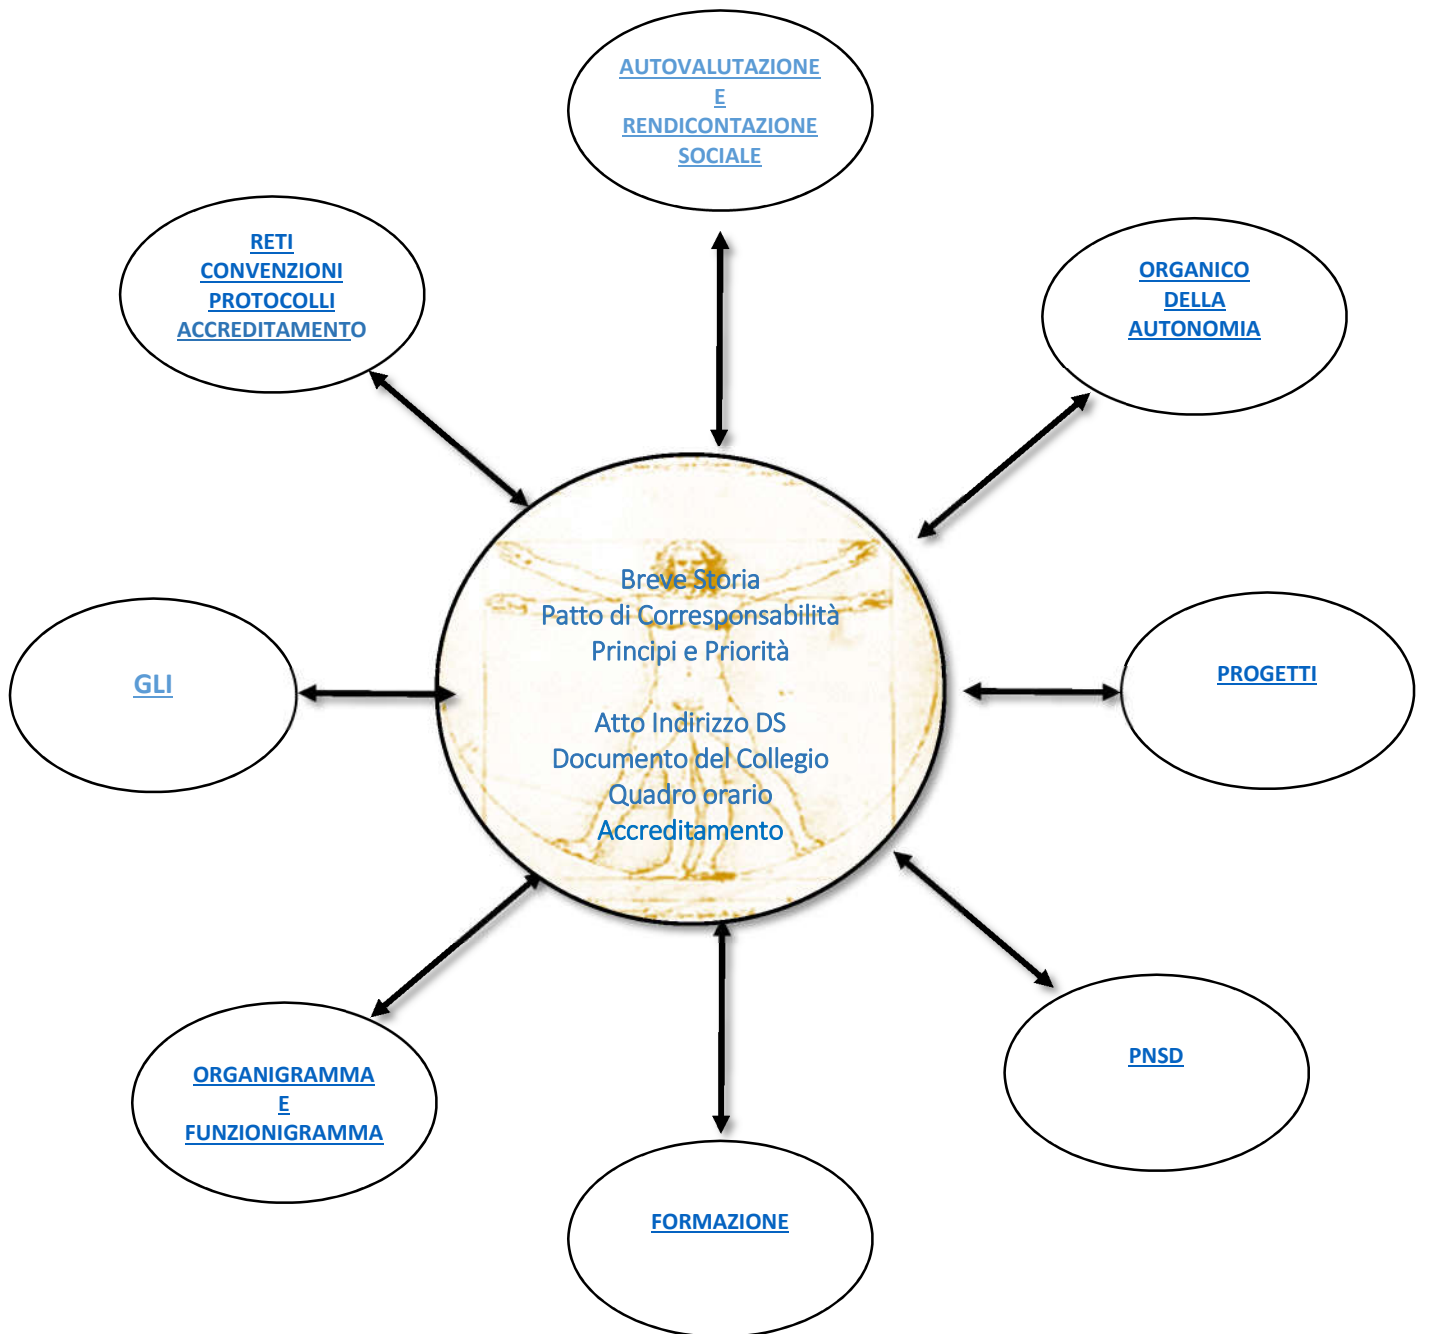 AUTOVALUTAZIONE
E
RENDICONTAZIONE
SOCIALE
RETI
CONVENZIONI
PROTOCOLLI
ACCREDITAMENTO
ORGANICO
DELLA
AUTONOMIA
Breve Storia
Patto di Corresponsabilità
Principi e Priorità
Atto Indirizzo DS
Documento del Collegio
Quadro orario
Accreditamento
GLI
PROGETTI
ORGANIGRAMMA
E
FUNZIONIGRAMMA
PNSD
FORMAZIONE